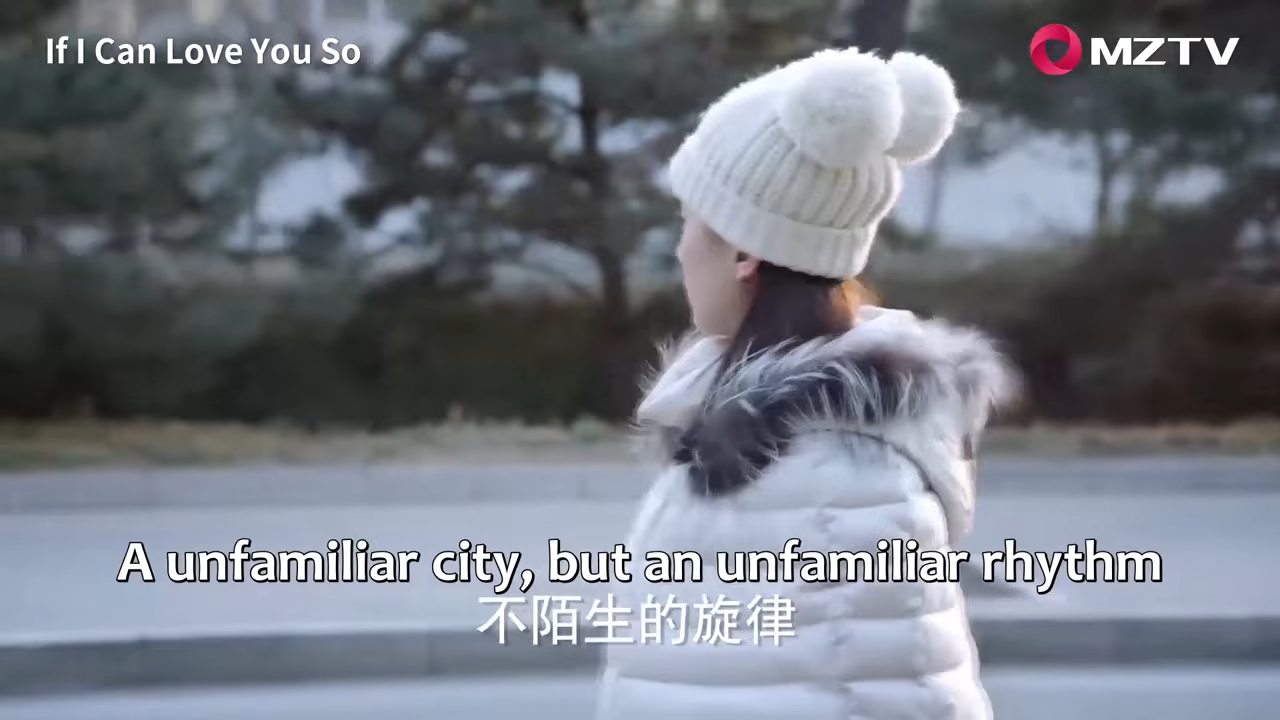 If I Can Love You So
MZTV
A unfamiliar city, but an unfamiliar rhythm
不陌生的旋律